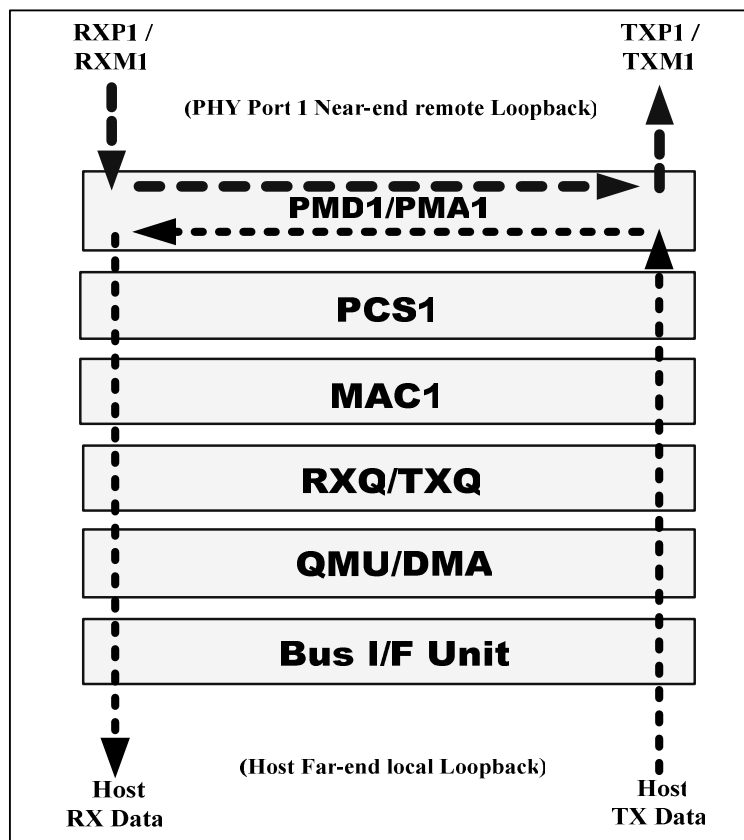 RXP1 /
RXM1
TXP1 /
TXM1
(PHY Port 1 Near-end remote Loopback)
PMD1/PMA1
PCS1
MAC1
RXQ/TXQ
QMU/DMA
Bus I/F Unit
(Host Far-end local Loopback)
Host
RX Data
Host
TX Data